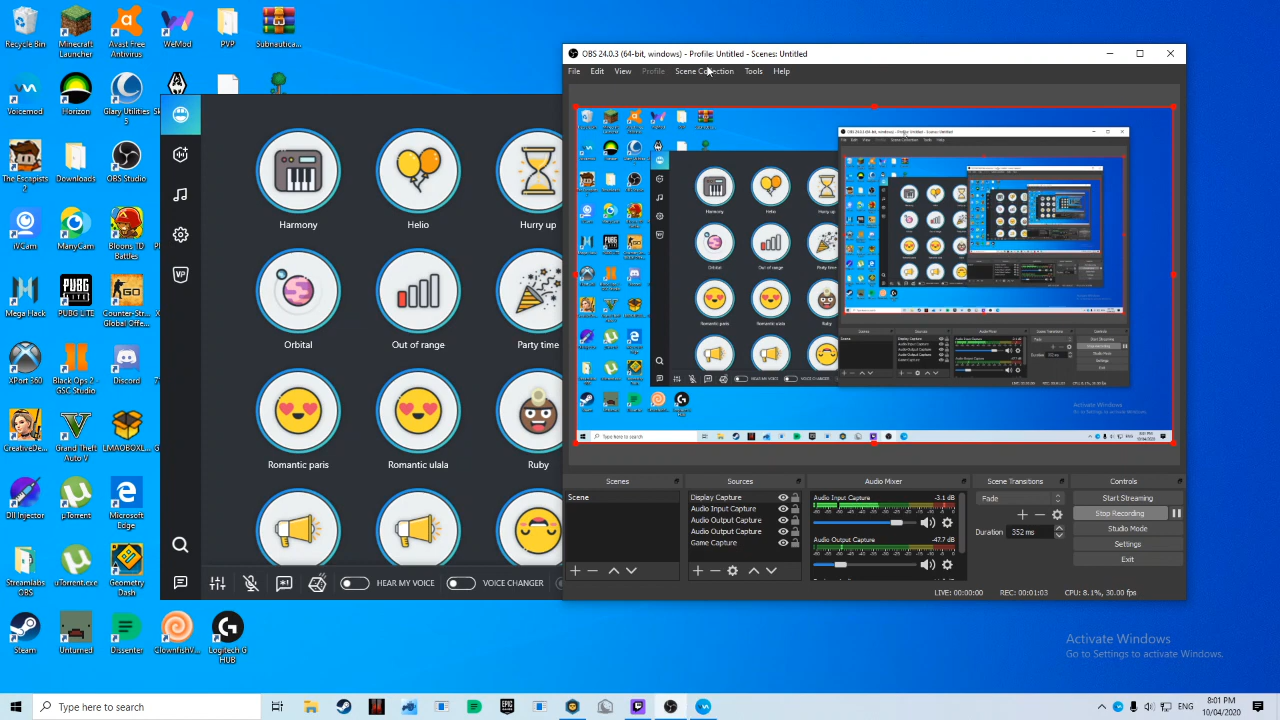 Recycle Bin
Minecraft Launcher
Avast Free Antivirus
WeMod
PVP
Subnautica...
Voicemod
Horizon
Glary Utilities 5
The Escapists 2
Downloads
OBS Studio
iVCam
ManyCam
Bloons TD Battles
Mega Hack
PUBG LITE
Counter-Str... Global Offe...
XPort 360
Black Ops 2 - GSC Studio
Discord
CreativeDe...
Grand Theft Auto V
LMAOBOXL...
Dll Injector
µTorrent
Microsoft Edge
Streamlabs OBS
uTorrent.exe
Geometry Dash
Steam
Unturned
Dissenter
ClownfishV...
Logitech G HUB
VP
Harmony
Helio
Hurry up
Orbital
Out of range
Party time
Romantic paris
Romantic ulala
Ruby
HEAR MY VOICE
VOICE CHANGER
OBS 24.0.3 (64-bit, windows) - Profile: Untitled - Scenes: Untitled
File Edit View Profile Scene Collection Tools Help
Scenes
Scene
Sources
Display Capture
Audio Input Capture
Audio Output Capture
Audio Output Capture
Game Capture
Audio Mixer
Audio Input Capture -3.1 dB
Audio Output Capture -47.7 dB
Scene Transitions
Fade
Duration 352 ms
Controls
Start Streaming
Stop Recording
Studio Mode
Settings
Exit
LIVE: 00:00:00 REC: 00:01:03 CPU: 8.1%, 30.00 fps
Activate Windows
Go to Settings to activate Windows.
Type here to search
ENG
8:01 PM
10/04/2020